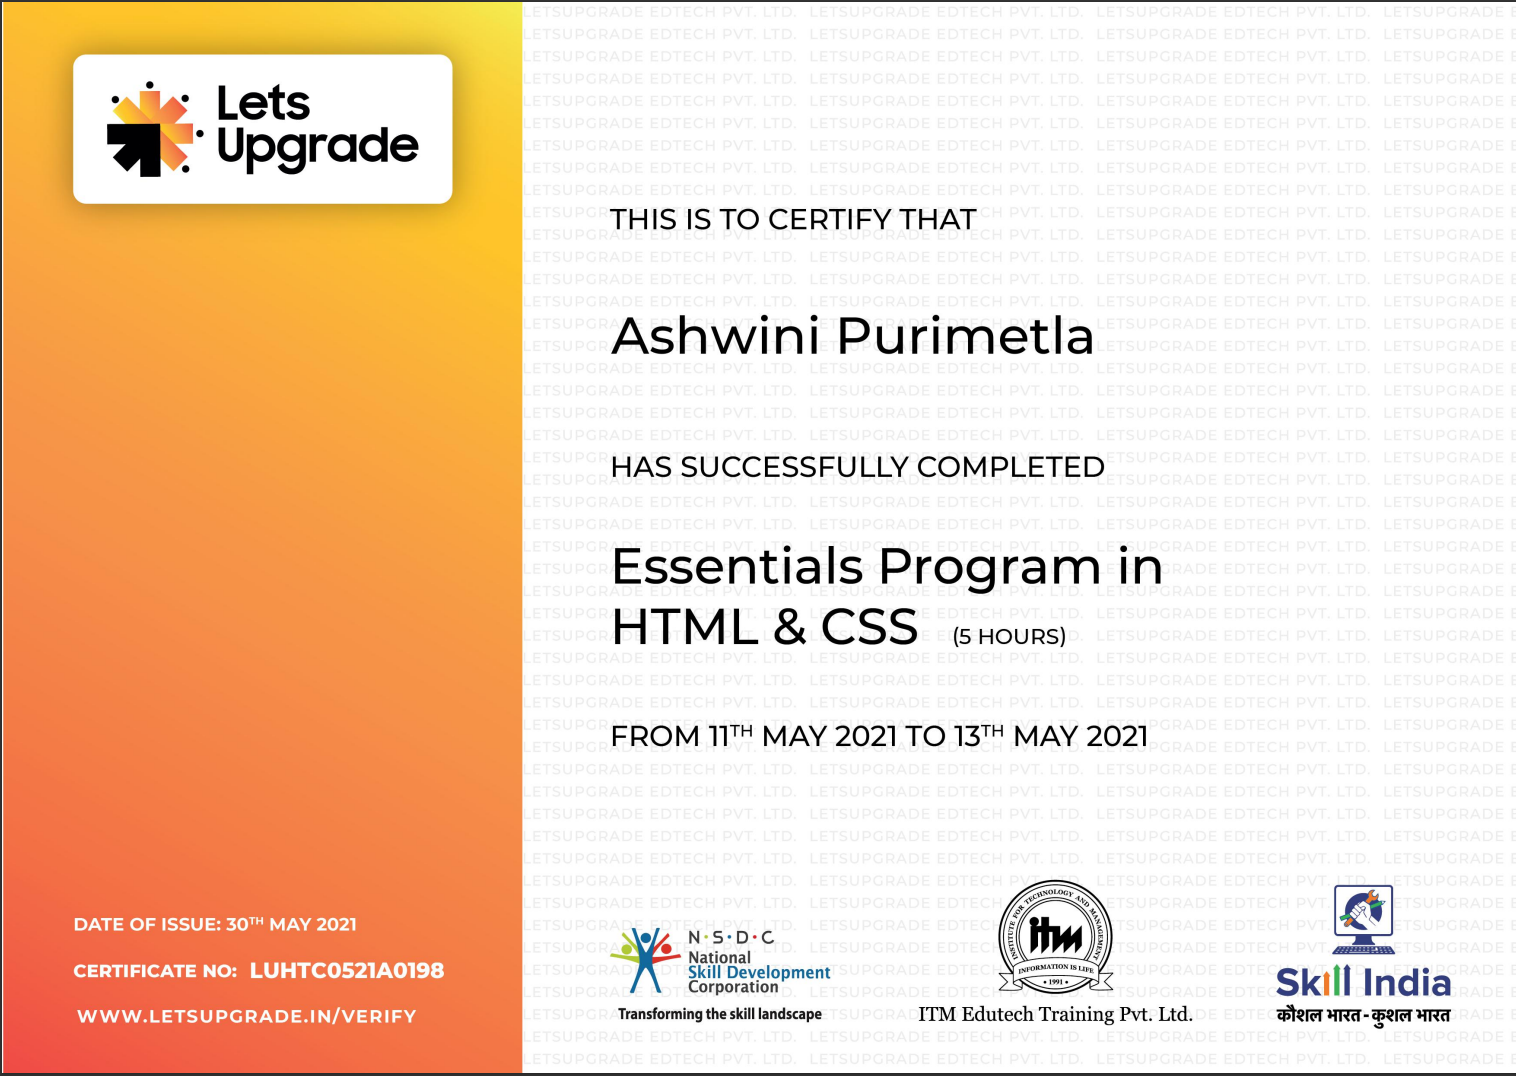 Lets
Upgrade
THIS IS TO CERTIFY THAT
Ashwini Purimetla
HAS SUCCESSFULLY COMPLETED
Essentials Program in
HTML & CSS (5 HOURS)
FROM 11TH MAY 2021 TO 13TH MAY 2021
DATE OF ISSUE: 30TH MAY 2021
CERTIFICATE NO: LUHTC0521A0198
WWW.LETSUPGRADE.IN/VERIFY
N·S·D·C
National
Skill Development
Corporation
Transforming the skill landscape
INSTITUTE FOR TECHNOLOGY AND MANAGEMENT
itm
INFORMATION IS LIFE
• 1991 •
ITM Edutech Training Pvt. Ltd.
Skill India
कौशल भारत - कुशल भारत
LETSUPGRADE EDTECH PVT. LTD.